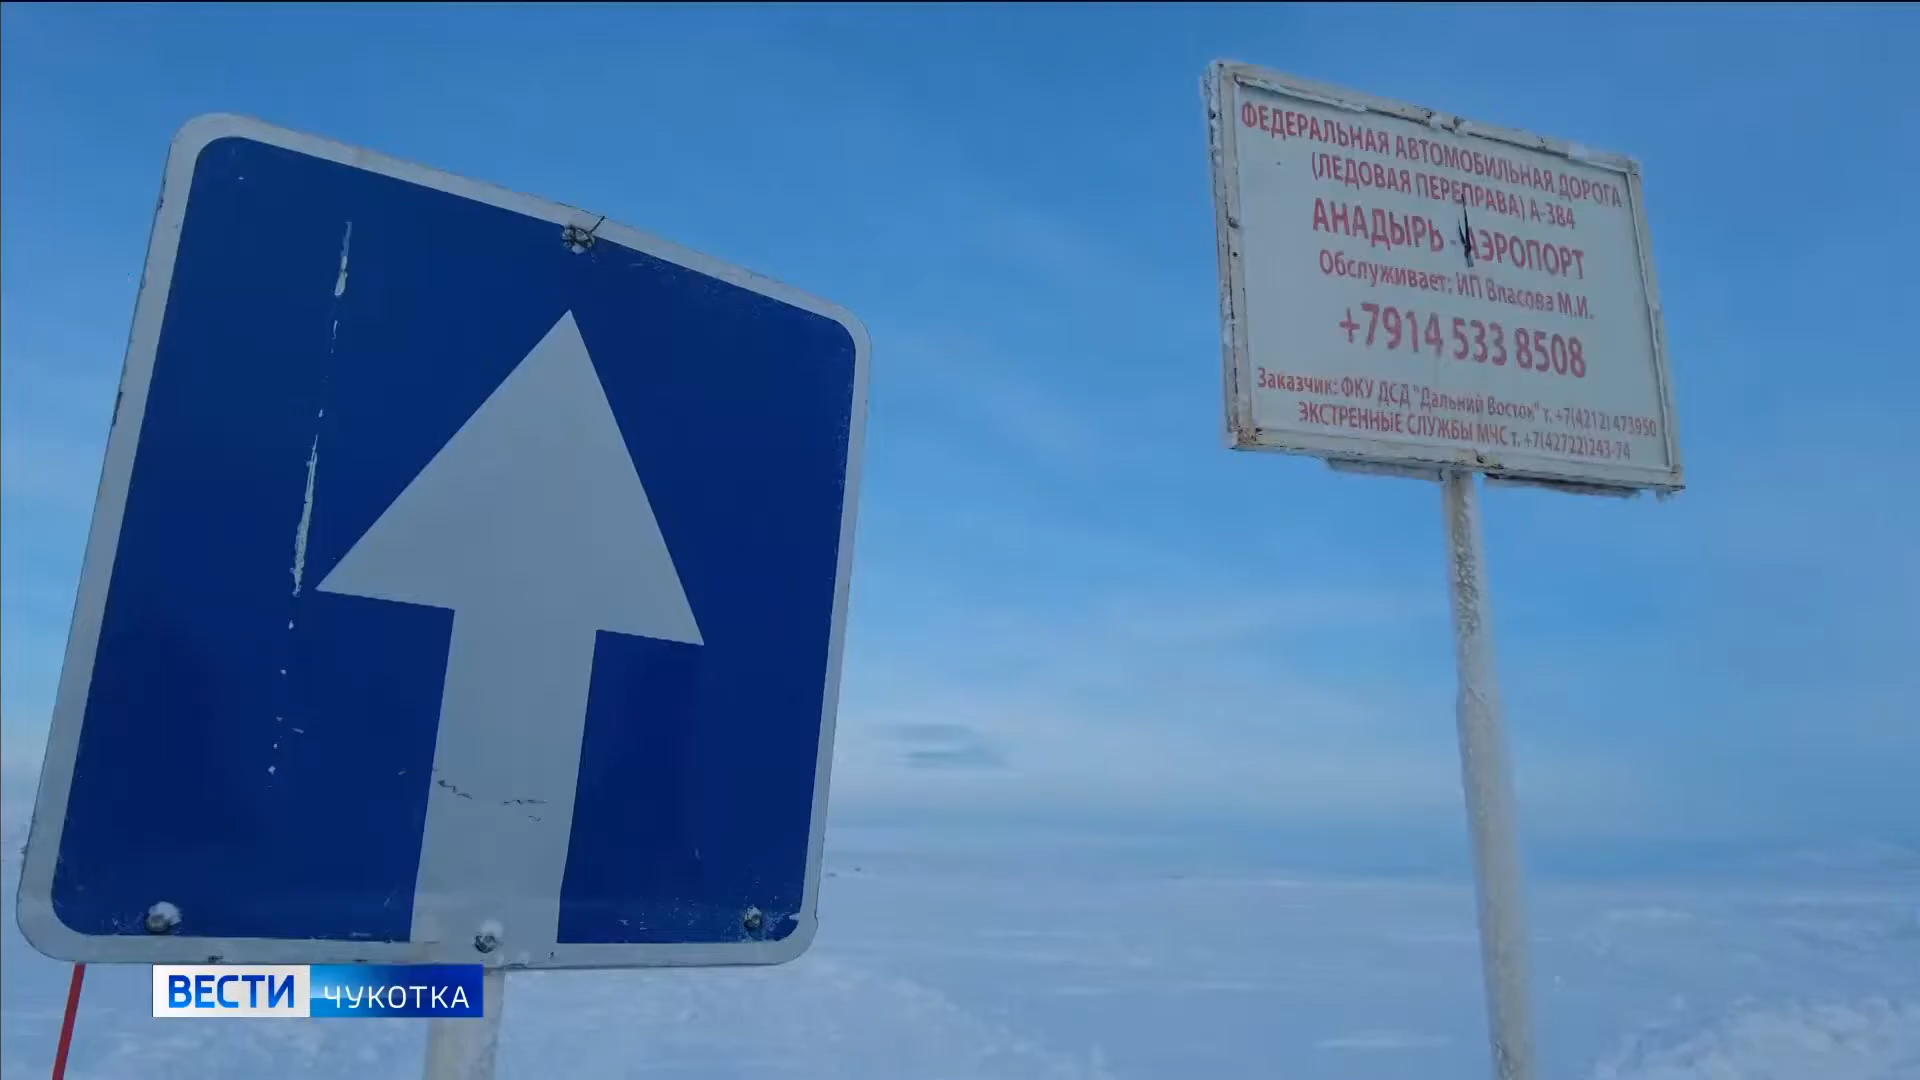 ФЕДЕРАЛЬНАЯ АВТОМОБИЛЬНАЯ ДОРОГА
(ЛЕДОВАЯ ПЕРЕПРАВА) А-384
АНАДЫРЬ - АЭРОПОРТ
Обслуживает: ИП Власова М.И.
+7914 533 8508
Заказчик: ФКУ ДСД "Дальний Восток" т. +7(4212)473950
ЭКСТРЕННЫЕ СЛУЖБЫ МЧС т. +7(42722)243-74
ВЕСТИ ЧУКОТКА